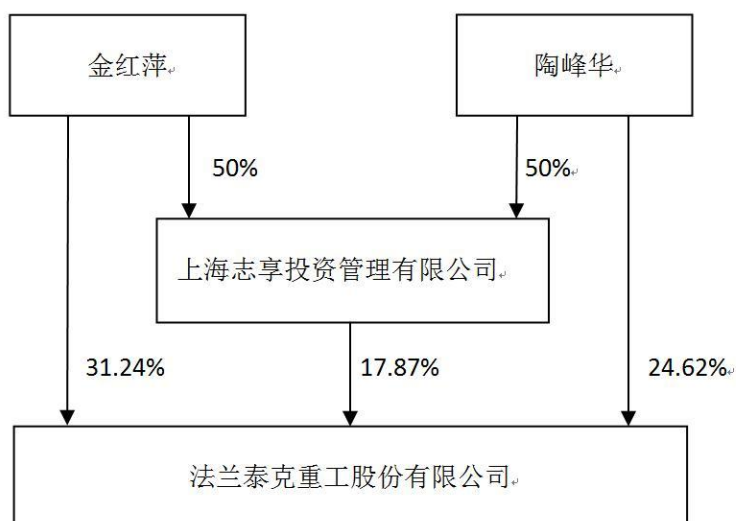 金红萍
陶峰华
50%
50%
上海志享投资管理有限公司
31.24%
17.87%
24.62%
法兰泰克重工股份有限公司